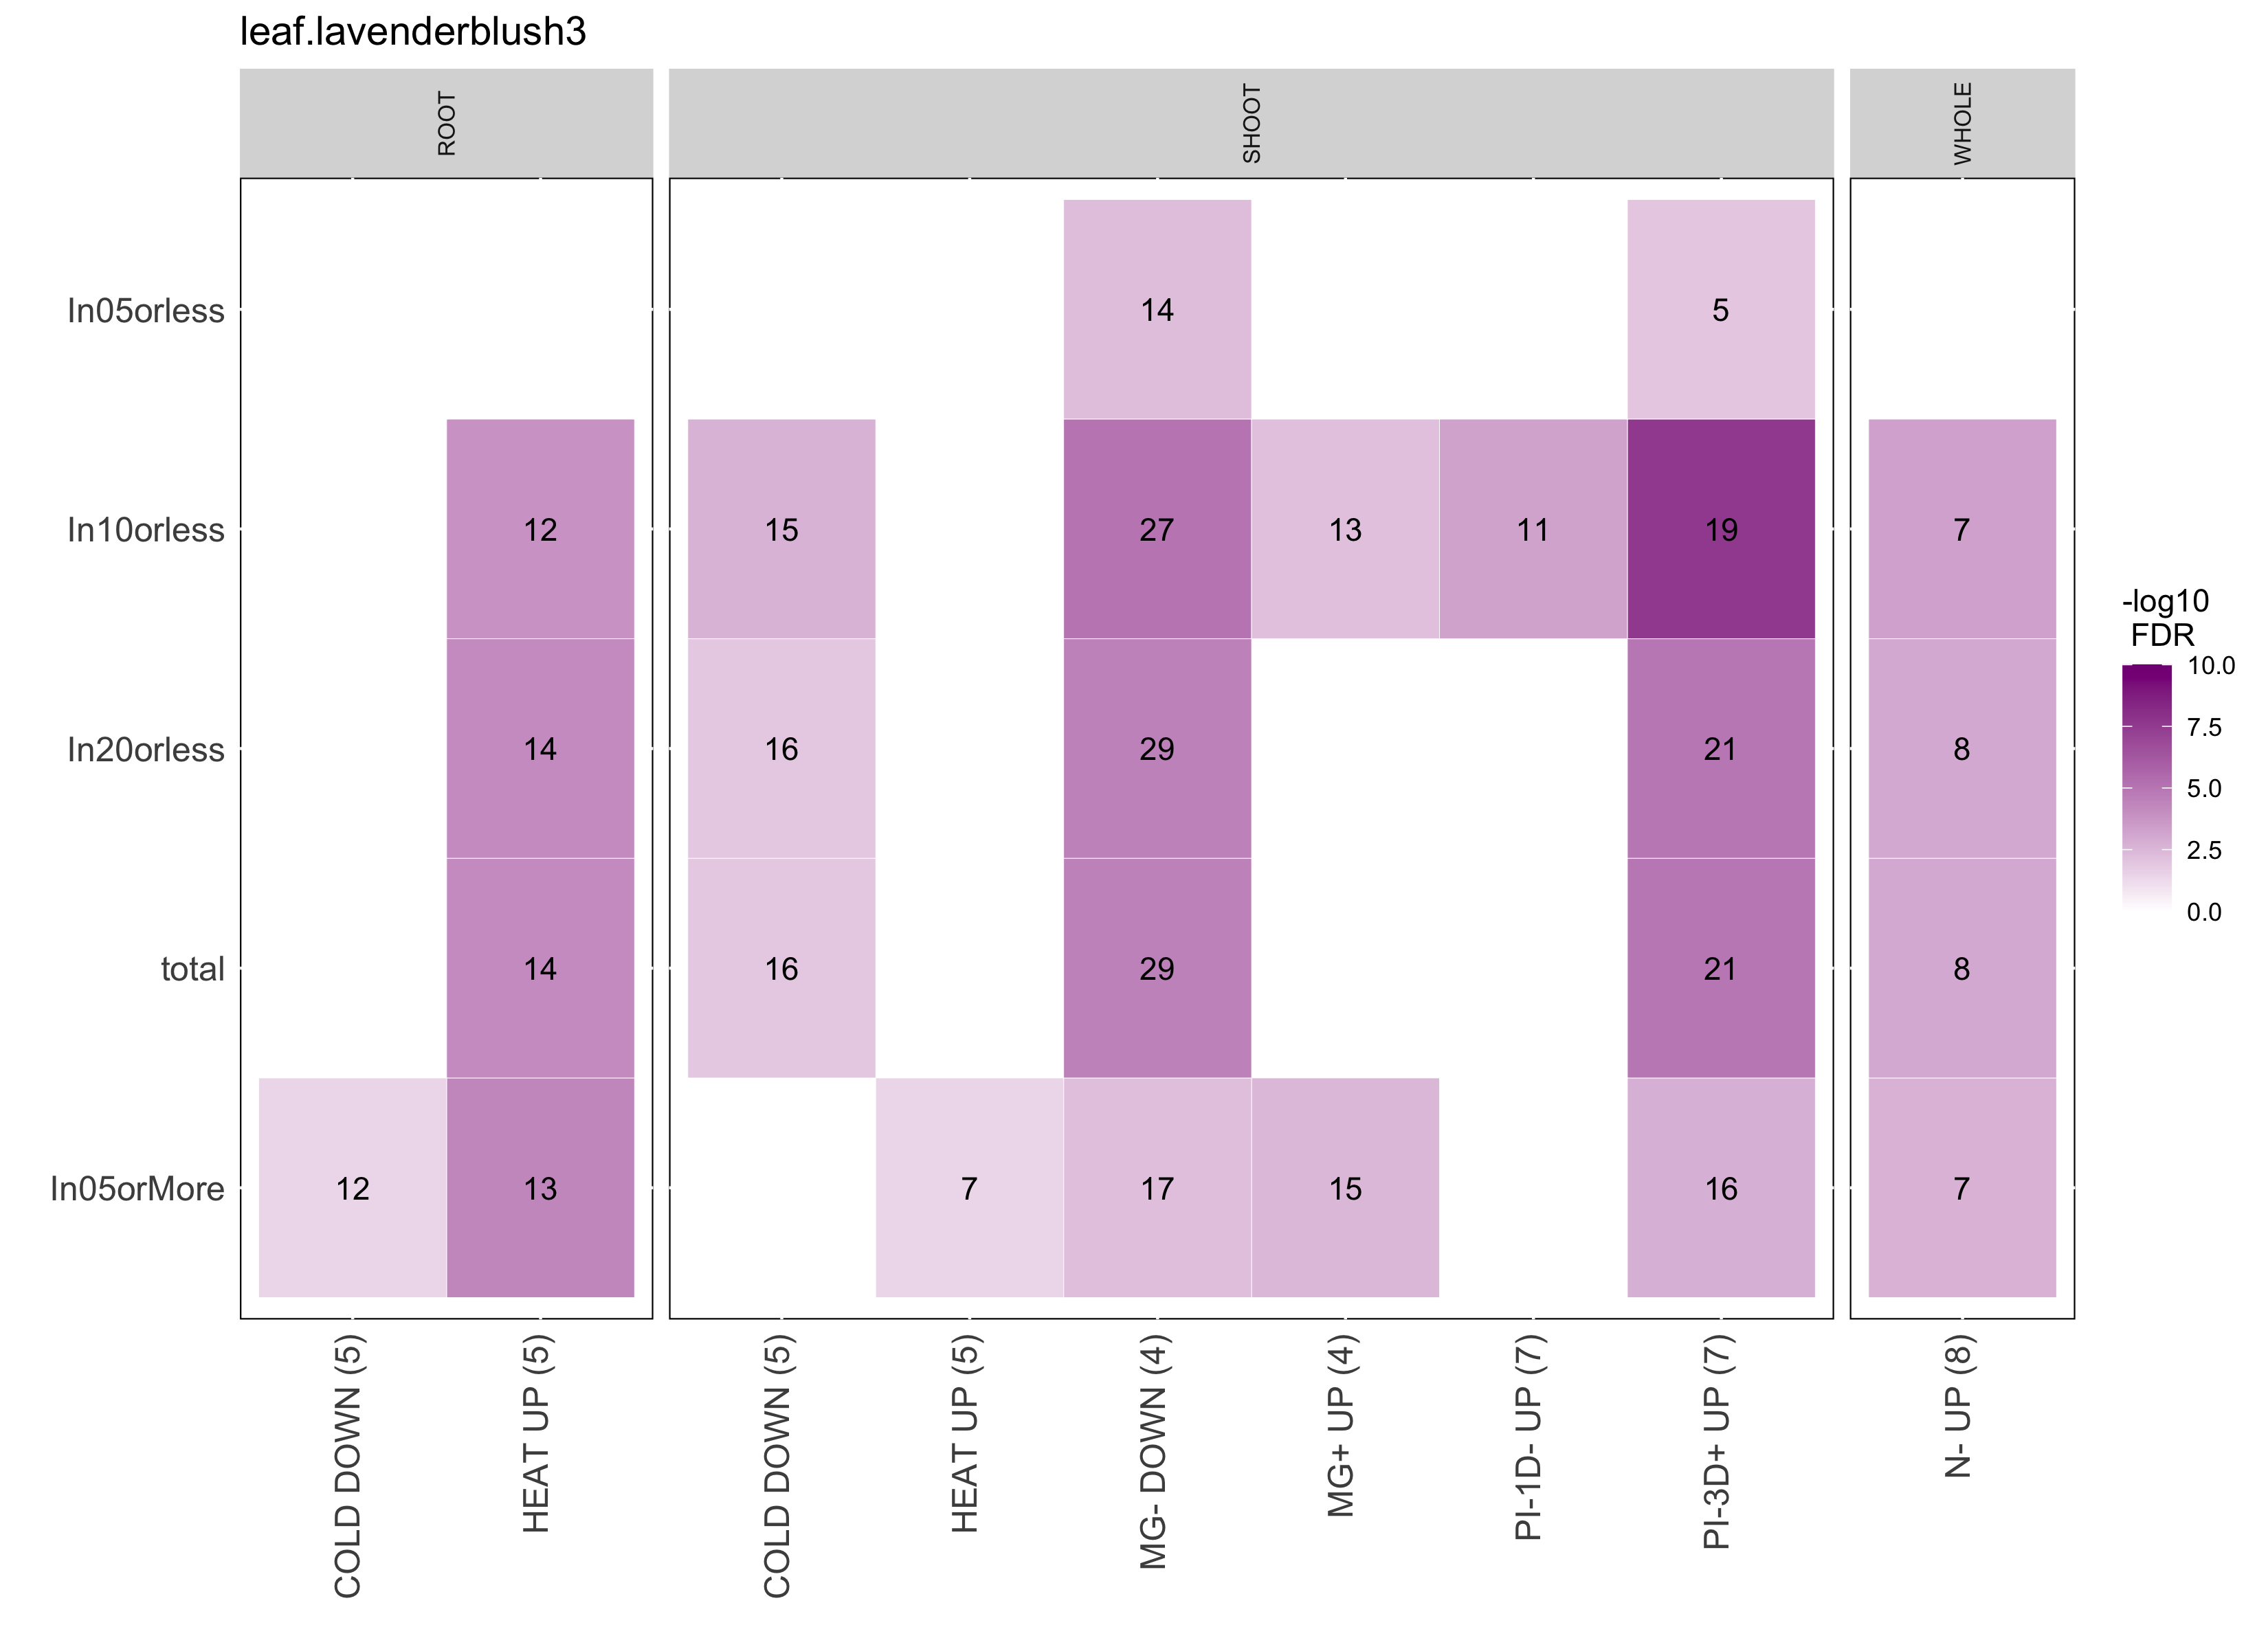 leaf.lavenderblush3
ROOT
SHOOT
WHOLE
In05orless
14
5
In10orless
12
15
27
13
11
19
7
In20orless
14
16
29
21
8
total
14
16
29
21
8
In05orMore
12
13
7
17
15
16
7
COLD DOWN (5)
HEAT UP (5)
COLD DOWN (5)
HEAT UP (5)
MG- DOWN (4)
MG+ UP (4)
PI-1D- UP (7)
PI-3D+ UP (7)
N- UP (8)
-log10
FDR
10.0
7.5
5.0
2.5
0.0